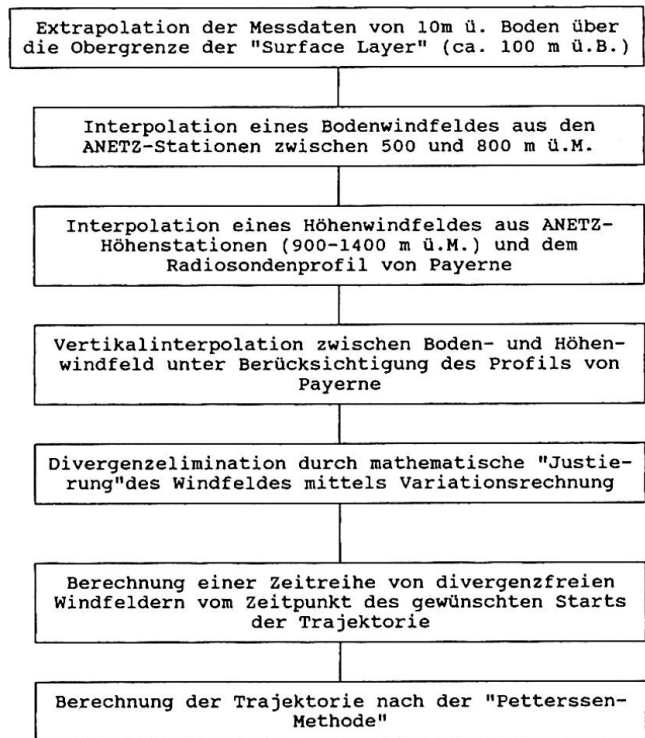 Extrapolation der Messdaten von 10m ü. Boden über
die Obergrenze der "Surface Layer" (ca. 100 m ü.B.)
Interpolation eines Bodenwindfeldes aus den
ANETZ-Stationen zwischen 500 und 800 m ü.M.
Interpolation eines Höhenwindfeldes aus ANETZ-
Höhenstationen (900-1400 m ü.M.) und dem
Radiosondenprofil von Payerne
Vertikalinterpolation zwischen Boden- und Höhen-
windfeld unter Berücksichtigung des Profils von
Payerne
Divergenzelimination durch mathematische "Justie-
rung"des Windfeldes mittels Variationsrechnung
Berechnung einer Zeitreihe von divergenzfreien
Windfeldern vom Zeitpunkt des gewünschten Starts
der Trajektorie
Berechnung der Trajektorie nach der "Petterssen-
Methode"